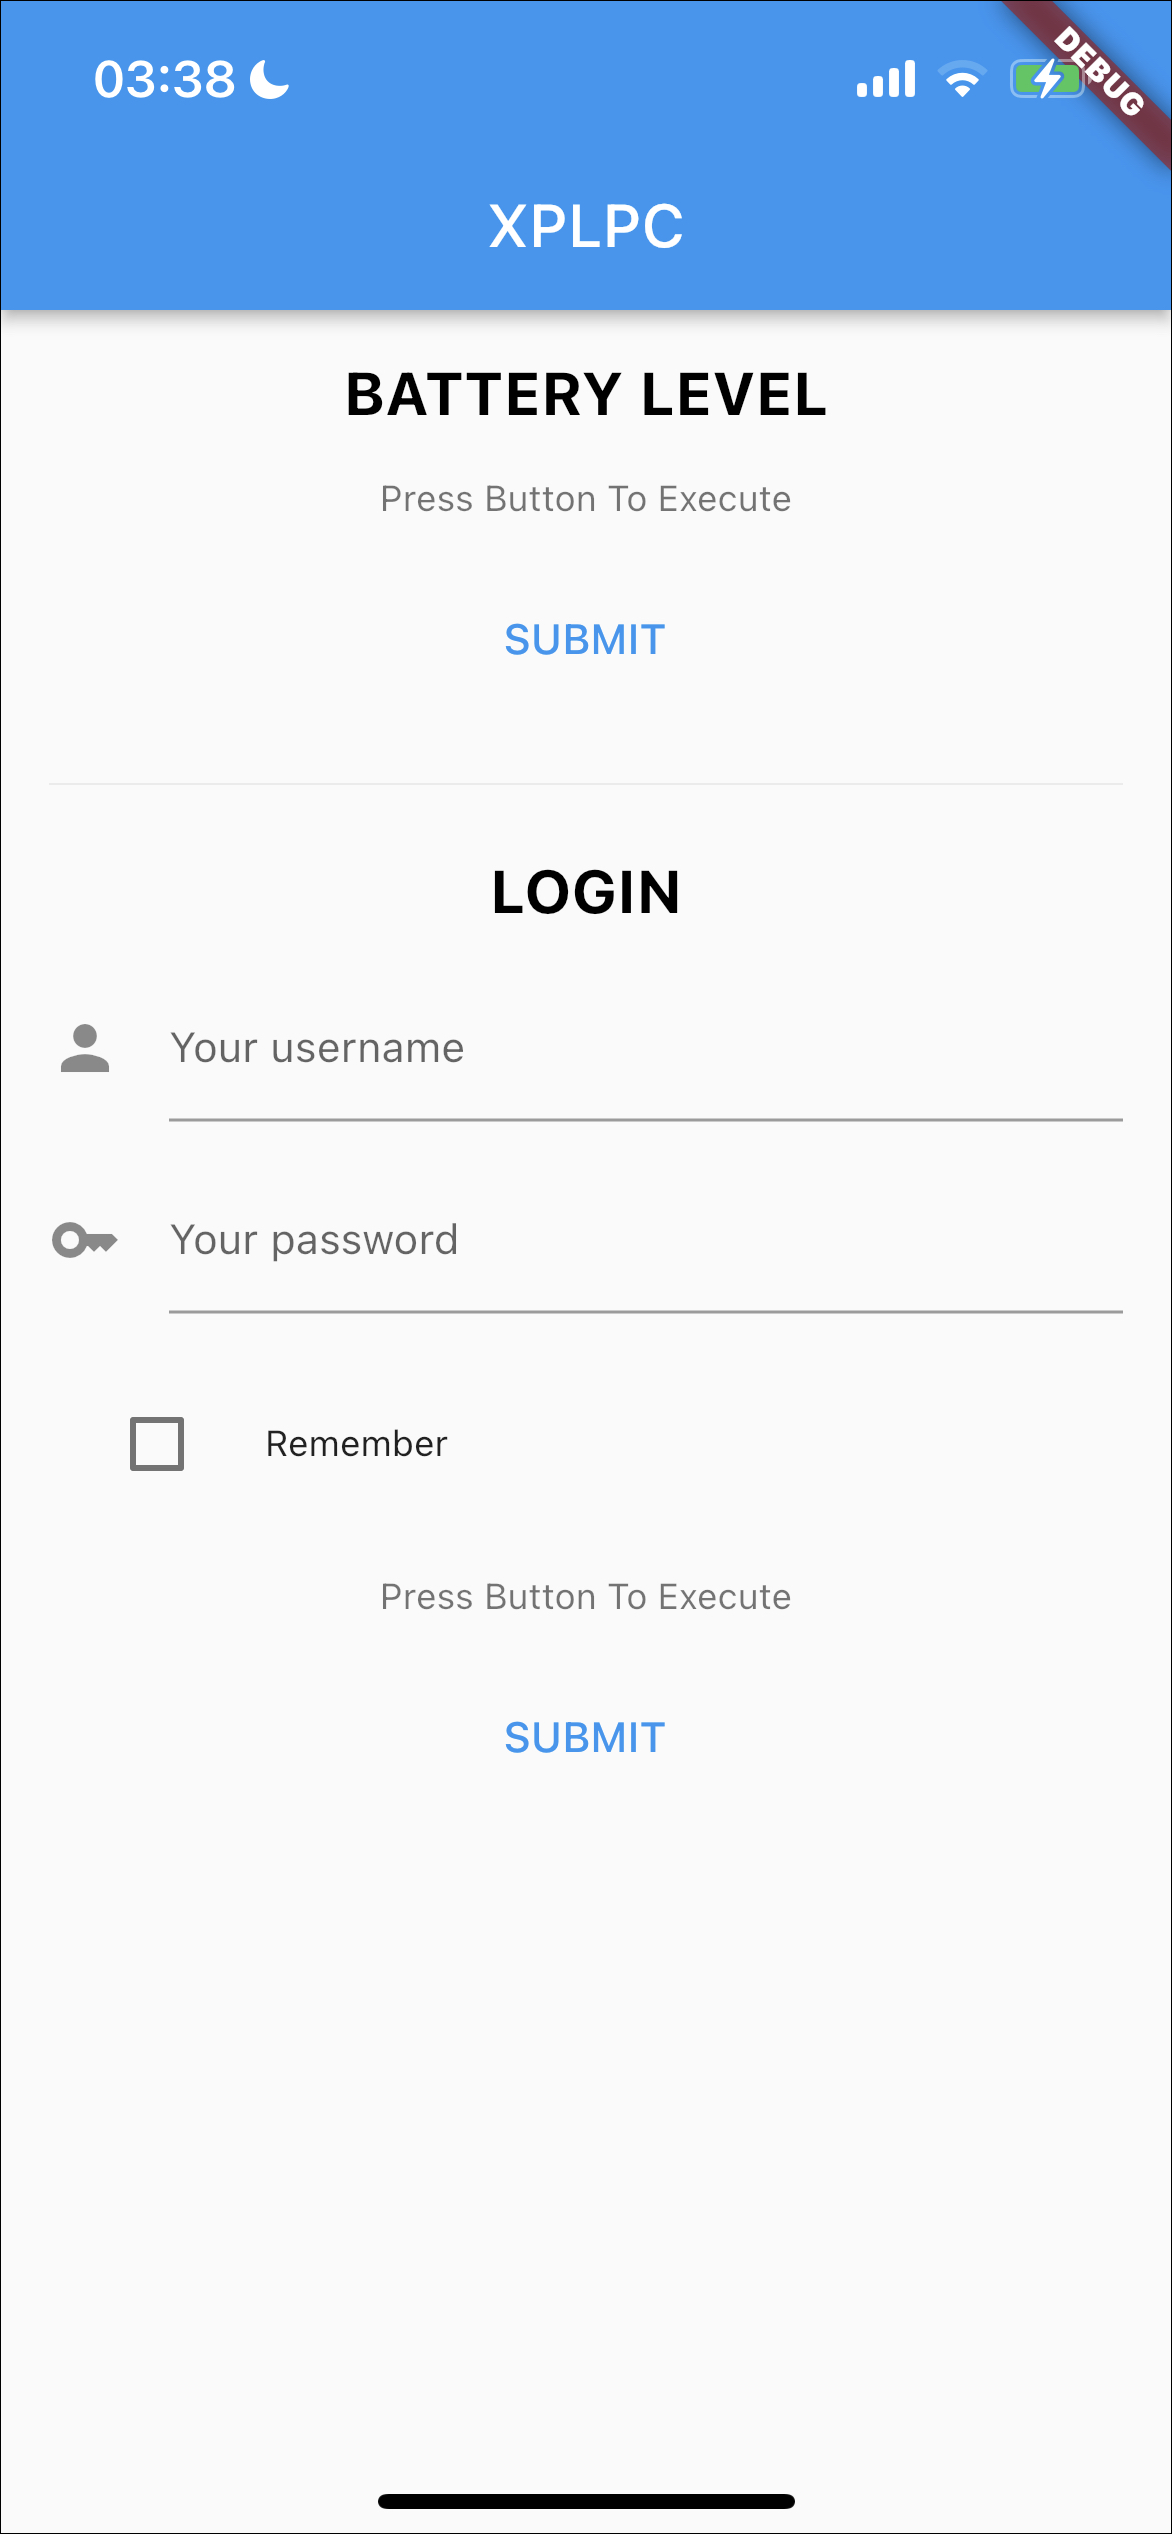 03:38
DEBUG
XPLPC
BATTERY LEVEL
Press Button To Execute
SUBMIT
LOGIN
Your username
Your password
Remember
Press Button To Execute
SUBMIT